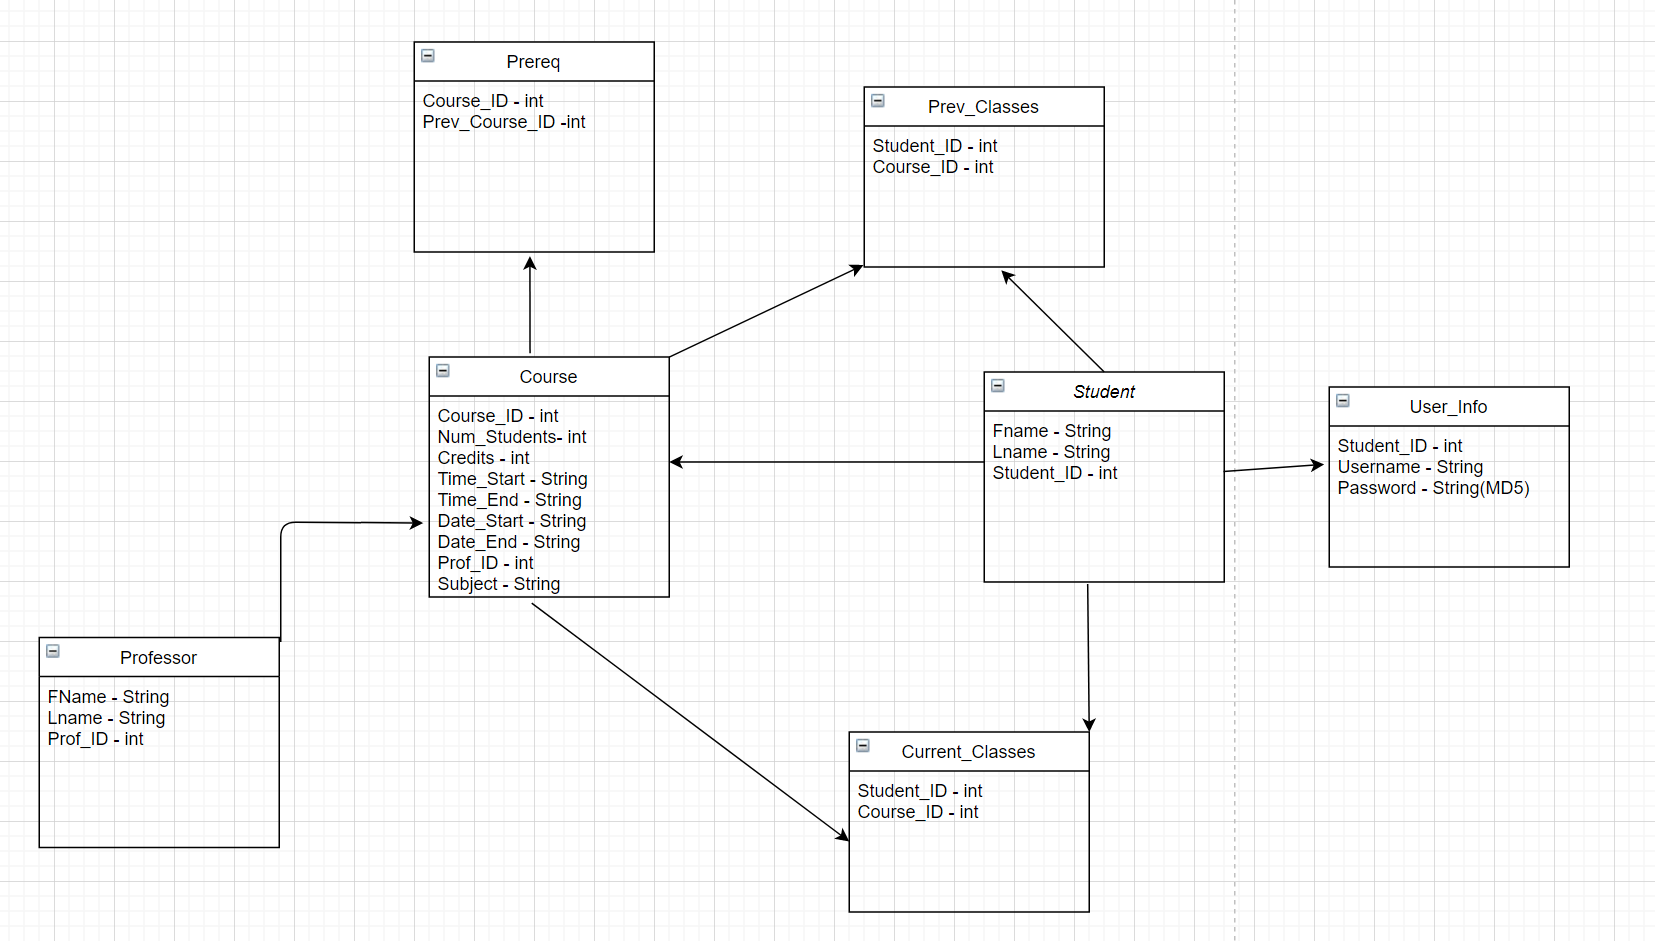 Prereq
Course_ID - int
Prev_Course_ID -int
Prev_Classes
Student_ID - int
Course_ID - int
Course
Course_ID - int
Num_Students- int
Credits - int
Time_Start - String
Time_End - String
Date_Start - String
Date_End - String
Prof_ID - int
Subject - String
Student
Fname - String
Lname - String
Student_ID - int
User_Info
Student_ID - int
Username - String
Password - String(MD5)
Professor
FName - String
Lname - String
Prof_ID - int
Current_Classes
Student_ID - int
Course_ID - int